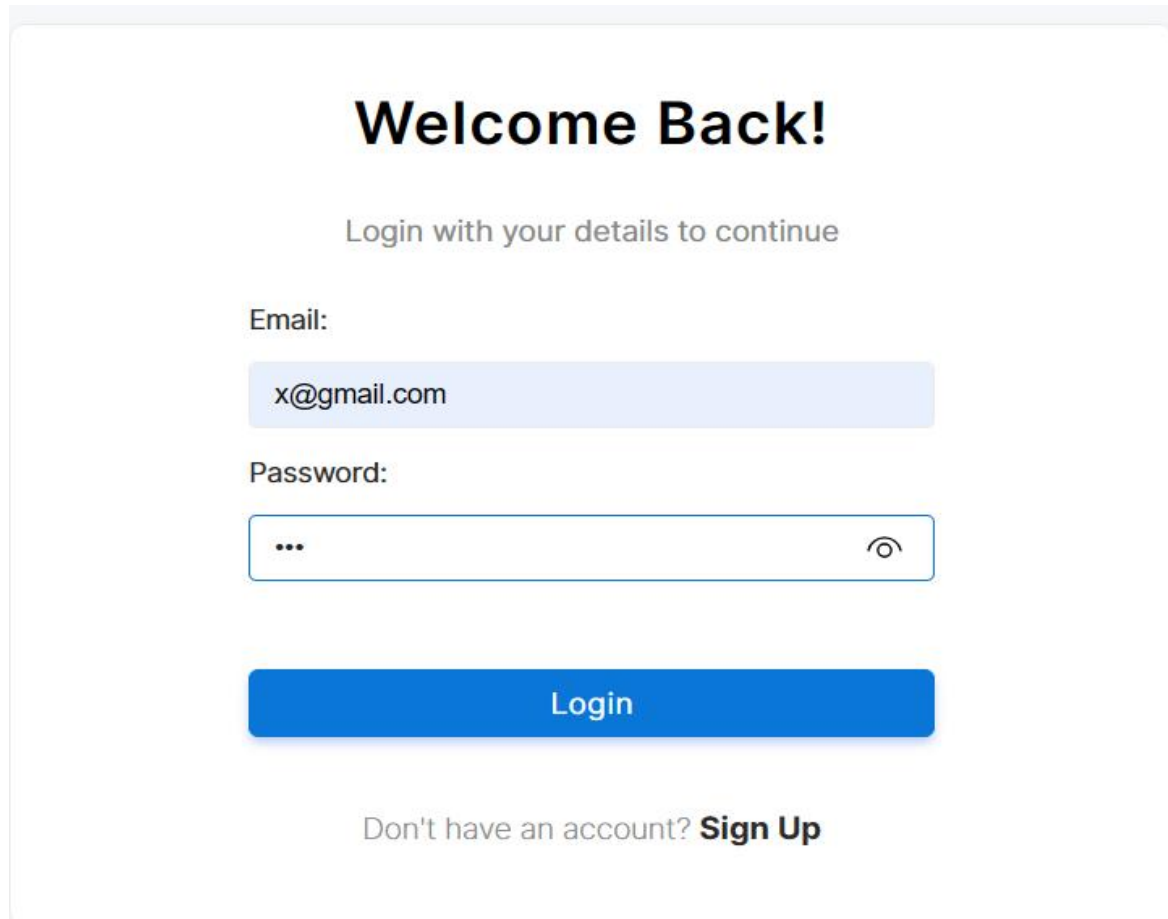 Welcome Back!
Login with your details to continue
Email:
x@gmail.com
Password:
•••
Login
Don't have an account? Sign Up